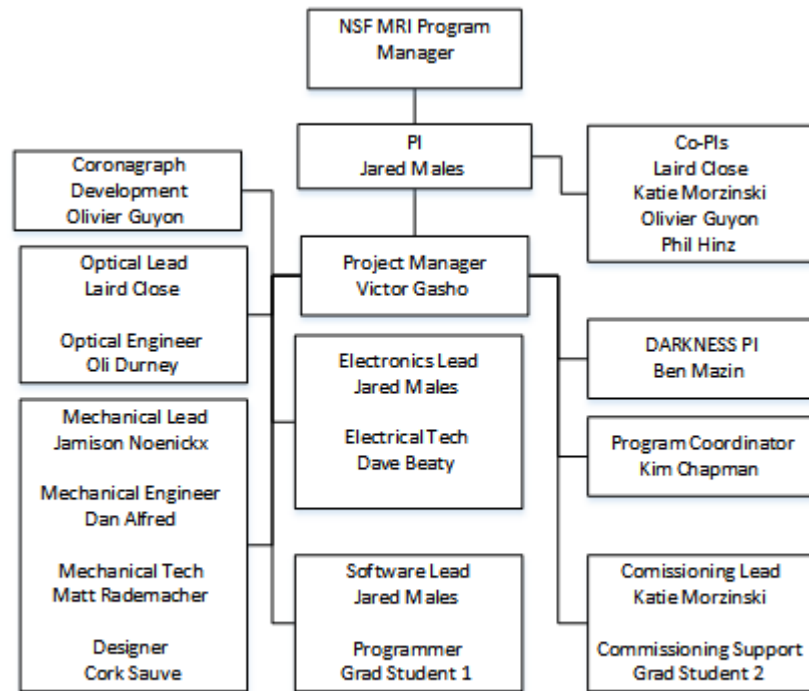 NSF MRI Program
Manager
PI
Jared Males
Co-PIs
Laird Close
Katie Morzinski
Olivier Guyon
Phil Hinz
Coronagraph
Development
Olivier Guyon
Project Manager
Victor Gasho
Optical Lead
Laird Close
Optical Engineer
Oli Durney
Electronics Lead
Jared Males
Electrical Tech
Dave Beaty
DARKNESS PI
Ben Mazin
Program Coordinator
Kim Chapman
Mechanical Lead
Jamison Noenickx
Mechanical Engineer
Dan Alfred
Mechanical Tech
Matt Rademacher
Designer
Cork Sauve
Software Lead
Jared Males
Programmer
Grad Student 1
Comissioning Lead
Katie Morzinski
Commissioning Support
Grad Student 2